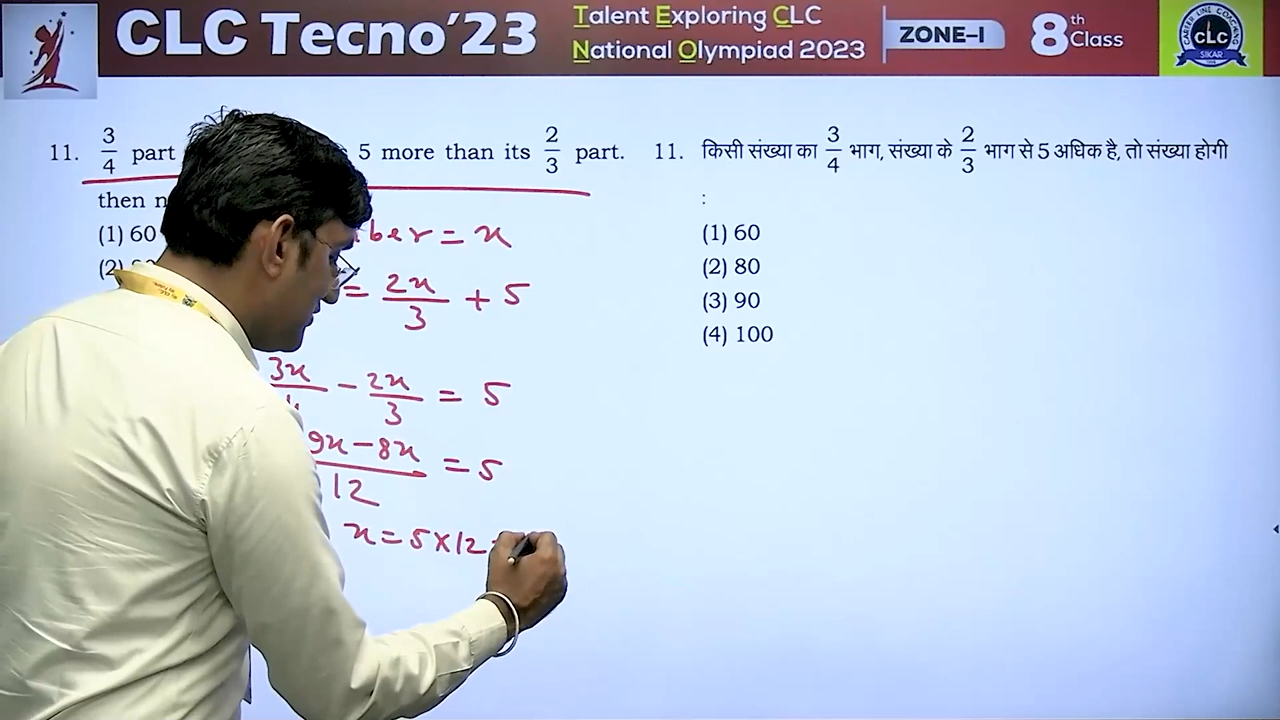 CLC Tecno'23
Talent Exploring CLC
National Olympiad 2023
ZONE–I
8th Class
CAREER LINE COACHING
CLC
SIKAR
11. 3/4 part 5 more than its 2/3 part.
then
(1) 60
(2)
x
= 2x/3 + 5
3x/4 - 2x/3 = 5
9x-8x/12 = 5
x=5×12
11. किसी संख्या का 3/4 भाग, संख्या के 2/3 भाग से 5 अधिक है, तो संख्या होगी
:
(1) 60
(2) 80
(3) 90
(4) 100